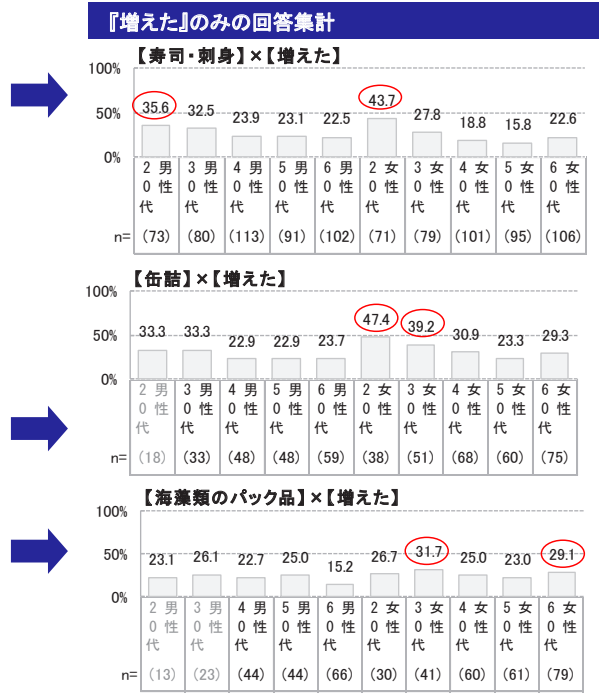 『増えた』のみの回答集計
【寿司・刺身】×【増えた】
100%
50%
0%
35.6 32.5 23.9 23.1 22.5 43.7 27.8 18.8 15.8 22.6
男性20代 男性30代 男性40代 男性50代 男性60代 女性20代 女性30代 女性40代 女性50代 女性60代
n= (73) (80) (113) (91) (102) (71) (79) (101) (95) (106)
【缶詰】×【増えた】
100%
50%
0%
33.3 33.3 22.9 22.9 23.7 47.4 39.2 30.9 23.3 29.3
男性20代 男性30代 男性40代 男性50代 男性60代 女性20代 女性30代 女性40代 女性50代 女性60代
n= (18) (33) (48) (48) (59) (38) (51) (68) (60) (75)
【海藻類のパック品】×【増えた】
100%
50%
0%
23.1 26.1 22.7 25.0 15.2 26.7 31.7 25.0 23.0 29.1
男性20代 男性30代 男性40代 男性50代 男性60代 女性20代 女性30代 女性40代 女性50代 女性60代
n= (13) (23) (44) (44) (66) (30) (41) (60) (61) (79)